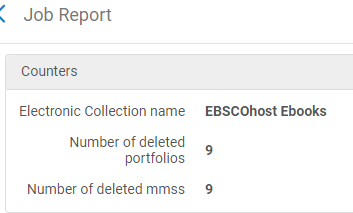 Job Report
Counters
Electronic Collection name EBSCOhost Ebooks
Number of deleted
portfolios 9
Number of deleted mmss 9